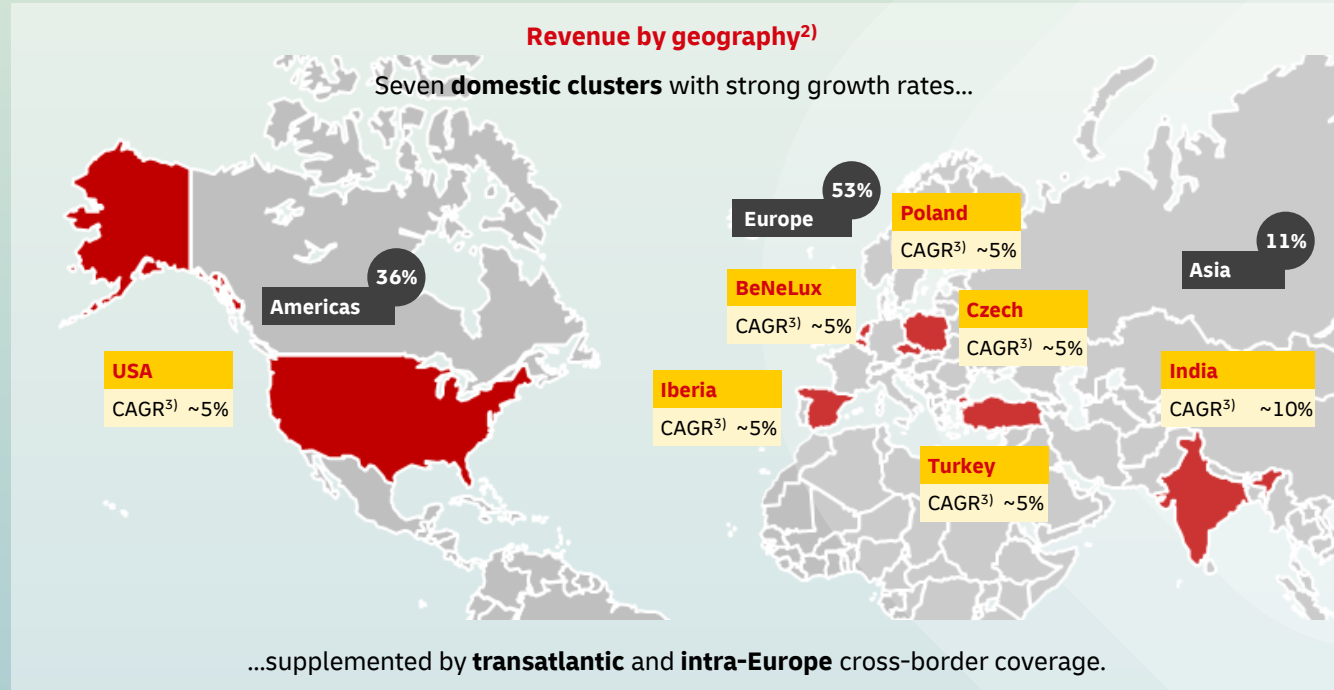 Revenue by geography2)
Seven domestic clusters with strong growth rates...
53%
Europe
Poland
CAGR3) ~5%
11%
Asia
36%
Americas
BeNeLux
CAGR3) ~5%
Czech
CAGR3) ~5%
USA
CAGR3) ~5%
Iberia
CAGR3) ~5%
India
CAGR3) ~10%
Turkey
CAGR3) ~5%
...supplemented by transatlantic and intra-Europe cross-border coverage.